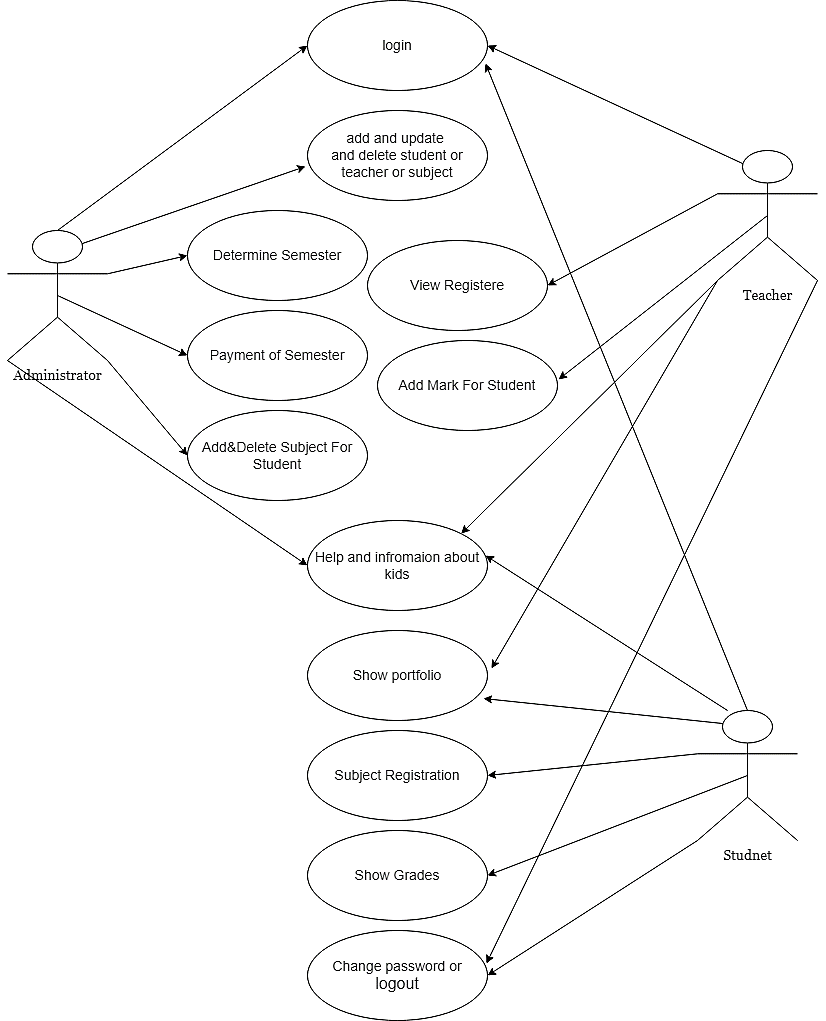 login
add and update
and delete student or
teacher or subject
Determine Semester
View Registere
Teacher
Payment of Semester
Administrator
Add Mark For Student
Add&Delete Subject For
Student
Help and infromaion about
kids
Show portfolio
Subject Registration
Studnet
Show Grades
Change password or
logout